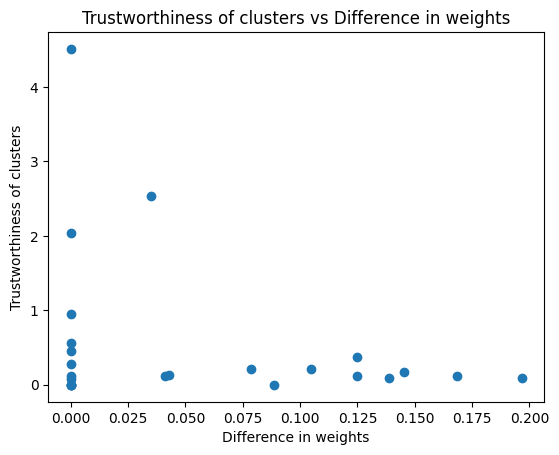 Trustworthiness of clusters vs Difference in weights
Trustworthiness of clusters
4
3
2
1
0
0.000 0.025 0.050 0.075 0.100 0.125 0.150 0.175 0.200
Difference in weights